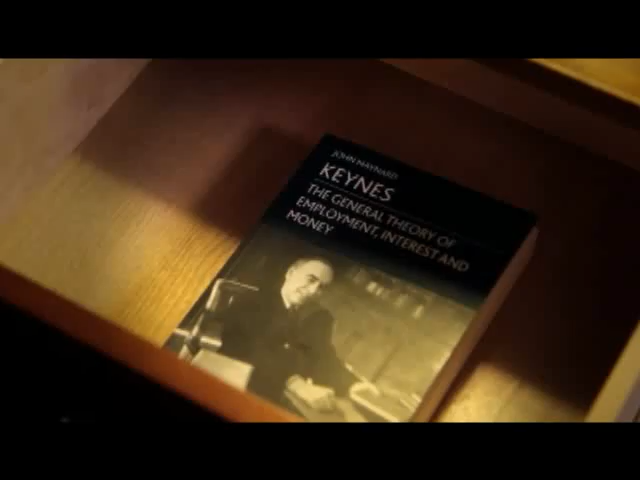 JOHN MAYNARD
KEYNES
THE GENERAL THEORY OF
EMPLOYMENT, INTEREST AND
MONEY